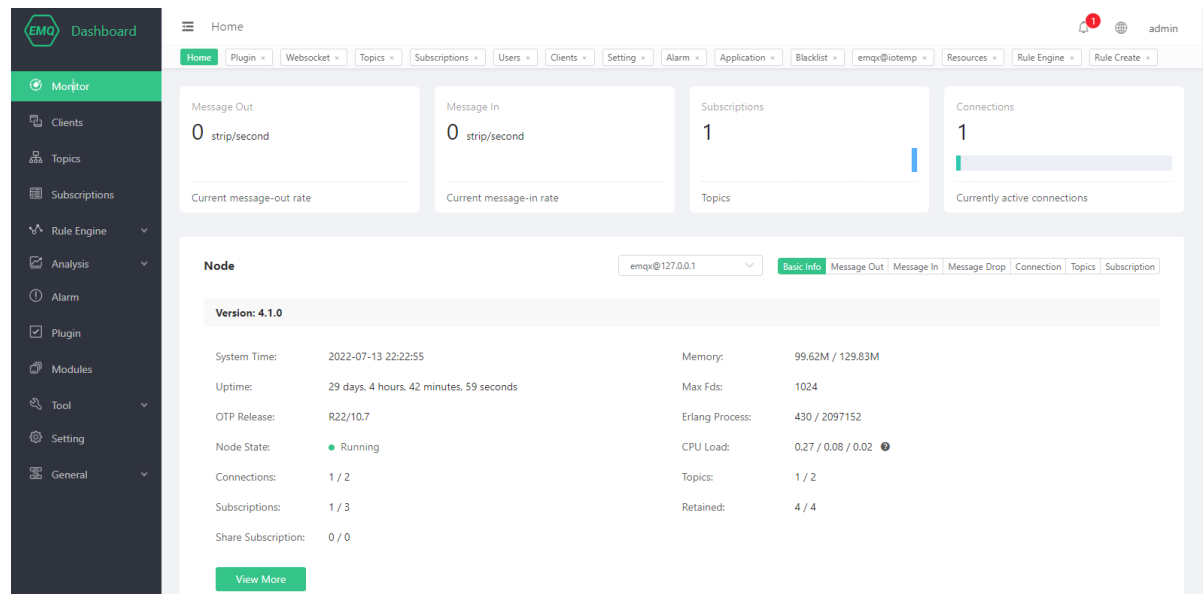 EMQ Dashboard
Home
1
admin
Home Plugin × Websocket × Topics × Subscriptions × Users × Clients × Setting × Alarm × Application × Blacklist × emqx@iotemp × Resources × Rule Engine × Rule Create ×
Monitor
Clients
Topics
Subscriptions
Rule Engine
Analysis
Alarm
Plugin
Modules
Tool
Setting
General
Message Out
0 strip/second
Current message-out rate
Message In
0 strip/second
Current message-in rate
Subscriptions
1
Topics
Connections
1
Currently active connections
Node
emqx@127.0.0.1
Basic Info Message Out Message In Message Drop Connection Topics Subscription
Version: 4.1.0
System Time: 2022-07-13 22:22:55
Uptime: 29 days, 4 hours, 42 minutes, 59 seconds
OTP Release: R22/10.7
Node State: Running
Connections: 1 / 2
Subscriptions: 1 / 3
Share Subscription: 0 / 0
Memory: 99.62M / 129.83M
Max Fds: 1024
Erlang Process: 430 / 2097152
CPU Load: 0.27 / 0.08 / 0.02 ?
Topics: 1 / 2
Retained: 4 / 4
View More